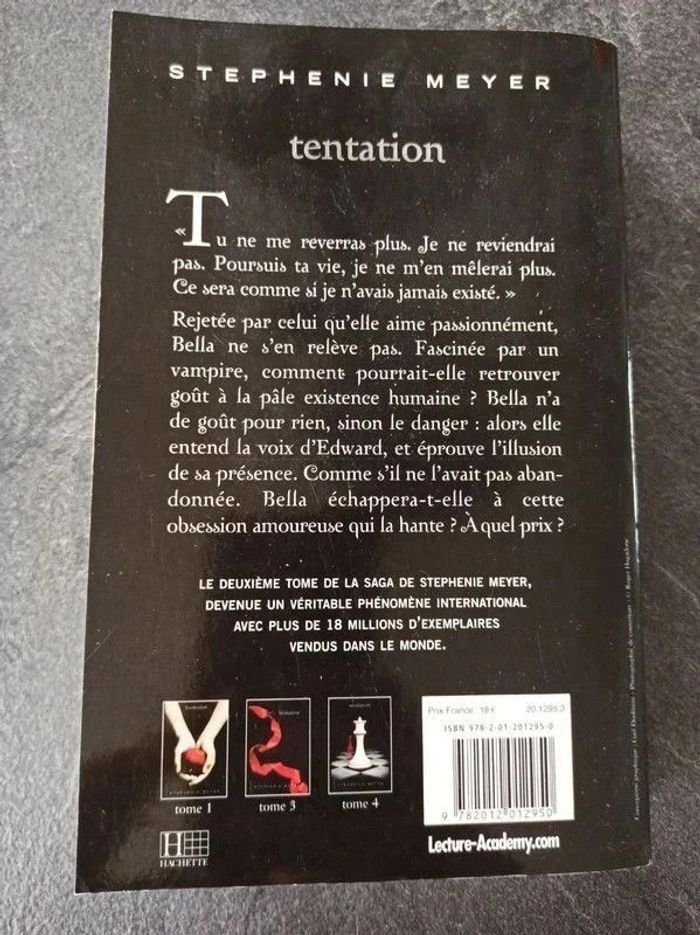 STEPHENIE MEYER
tentation
« Tu ne me reverras plus. Je ne reviendrai
pas. Poursuis ta vie, je ne m'en mêlerai plus.
Ce sera comme si je n'avais jamais existé. »
Rejetée par celui qu'elle aime passionnément,
Bella ne s'en relève pas. Fascinée par un
vampire, comment pourrait-elle retrouver
goût à la pâle existence humaine ? Bella n'a
de goût pour rien, sinon le danger : alors elle
entend la voix d'Edward, et éprouve l'illusion
de sa présence. Comme s'il ne l'avait pas aban-
donnée. Bella échappera-t-elle à cette
obsession amoureuse qui la hante ? À quel prix ?
LE DEUXIÈME TOME DE LA SAGA DE STEPHENIE MEYER,
DEVENUE UN VÉRITABLE PHÉNOMÈNE INTERNATIONAL
AVEC PLUS DE 18 MILLIONS D'EXEMPLAIRES
VENDUS DANS LE MONDE.
tome 1
tome 3
tome 4
Prix France : 18 € 20.1295.3
ISBN 978-2-01-201295-0
9 782012 012950
HACHETTE
Lecture-Academy.com